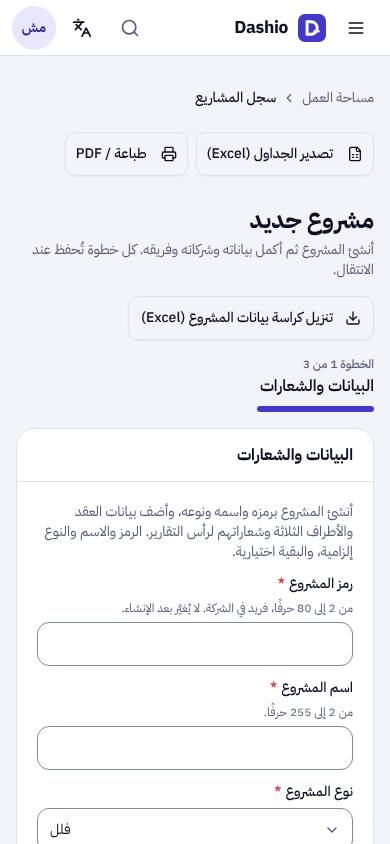 Dashio
مش
مساحة العمل › سجل المشاريع
تصدير الجداول (Excel)
طباعة / PDF
مشروع جديد
أنشئ المشروع ثم أكمل بياناته وشركاته وفريقه. كل خطوة تُحفظ عند
الانتقال.
تنزيل كراسة بيانات المشروع (Excel)
الخطوة 1 من 3
البيانات والشعارات
البيانات والشعارات
أنشئ المشروع برمزه واسمه ونوعه، وأضف بيانات العقد
والأطراف الثلاثة وشعاراتهم لرأس التقارير. الرمز والاسم والنوع
إلزامية، والبقية اختيارية.
رمز المشروع *
من 2 إلى 80 حرفًا، فريد في الشركة. لا يُغيَّر بعد الإنشاء.
اسم المشروع *
من 2 إلى 255 حرفًا.
نوع المشروع *
فلل